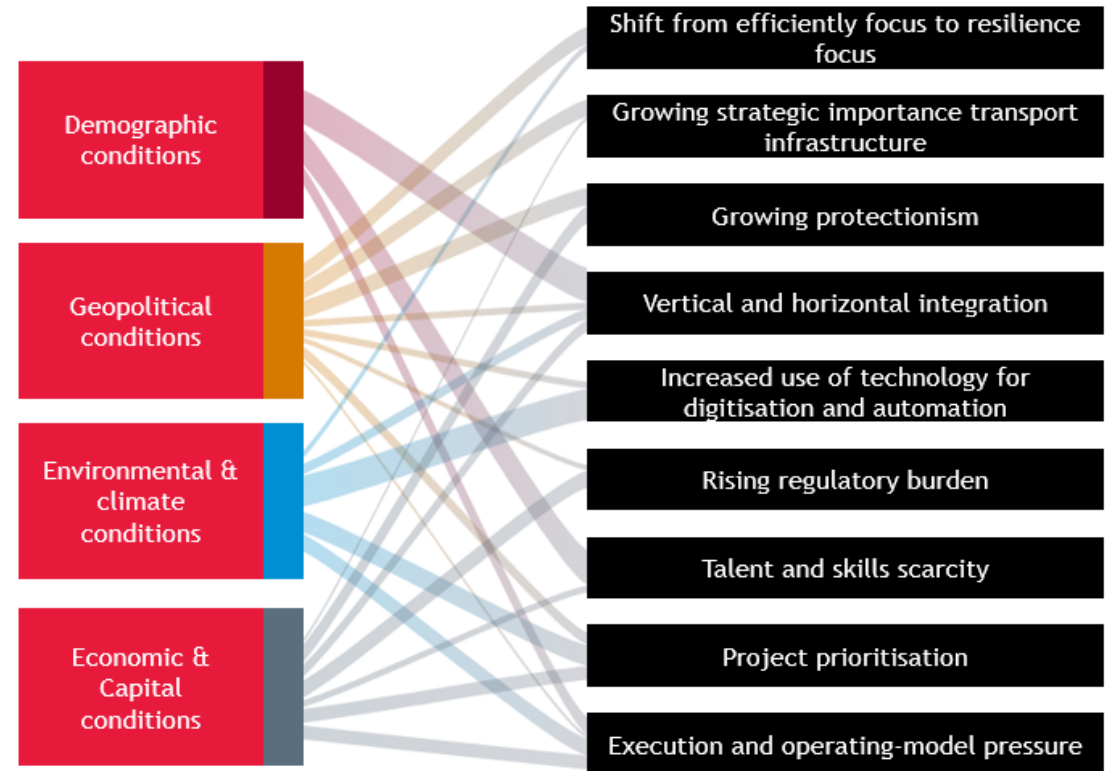 Demographic
conditions
Geopolitical
conditions
Environmental &
climate
conditions
Economic &
Capital
conditions
Shift from efficiently focus to resilience
focus
Growing strategic importance transport
infrastructure
Growing protectionism
Vertical and horizontal integration
Increased use of technology for
digitisation and automation
Rising regulatory burden
Talent and skills scarcity
Project prioritisation
Execution and operating-model pressure